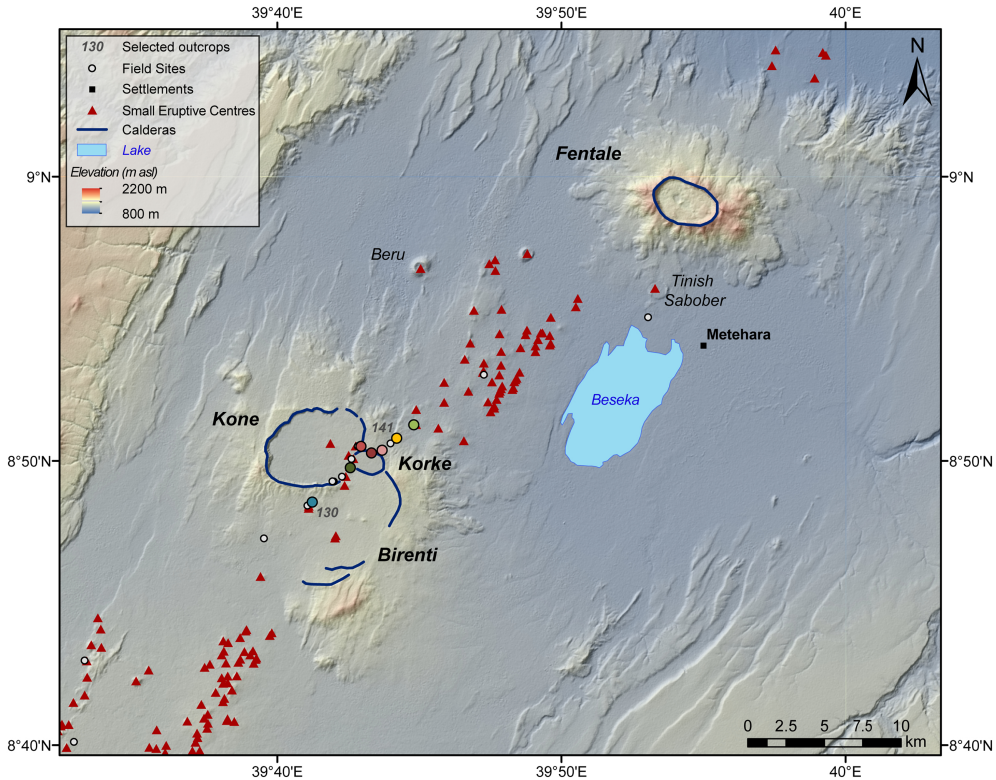 39°40'E
39°50'E
40°E
130 Selected outcrops
Field Sites
Settlements
Small Eruptive Centres
Calderas
Lake
Elevation (m asl)
2200 m
800 m
N
Fentale
9°N
9°N
Beru
Tinish
Sabober
Metehara
Beseka
Kone
141
Korke
8°50'N
8°50'N
130
Birenti
0 2.5 5 7.5 10
km
8°40'N
8°40'N
39°40'E
39°50'E
40°E